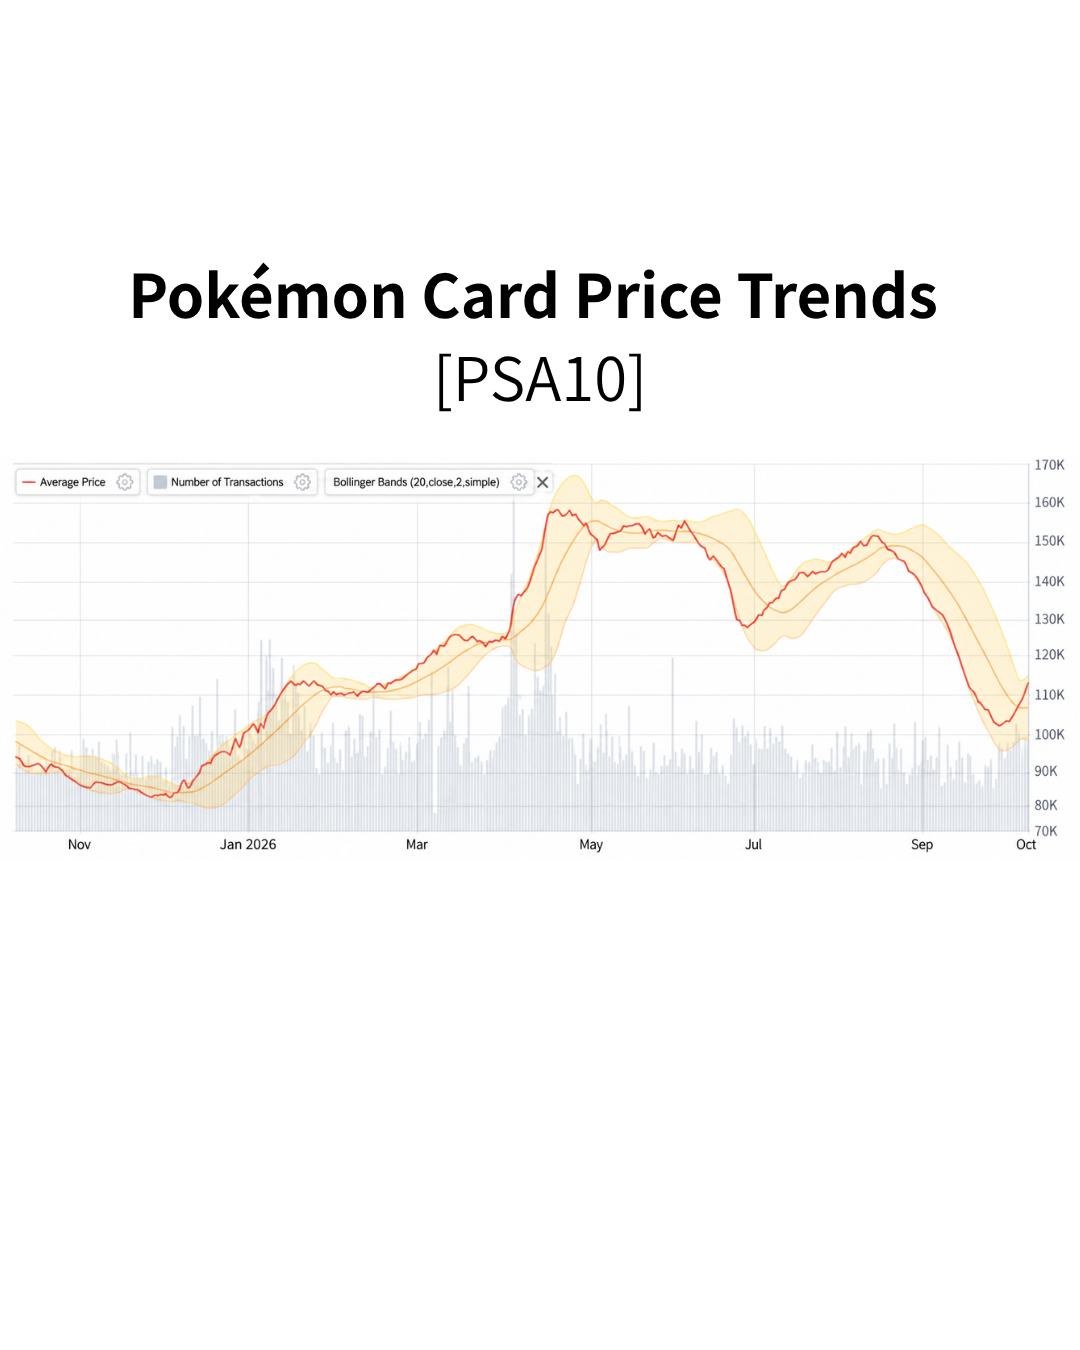 Pokémon Card Price Trends
[PSA10]
Average Price
Number of Transactions
Bollinger Bands (20,close,2,simple)
170K
160K
150K
140K
130K
120K
110K
100K
90K
80K
70K
Nov Jan 2026 Mar May Jul Sep Oct